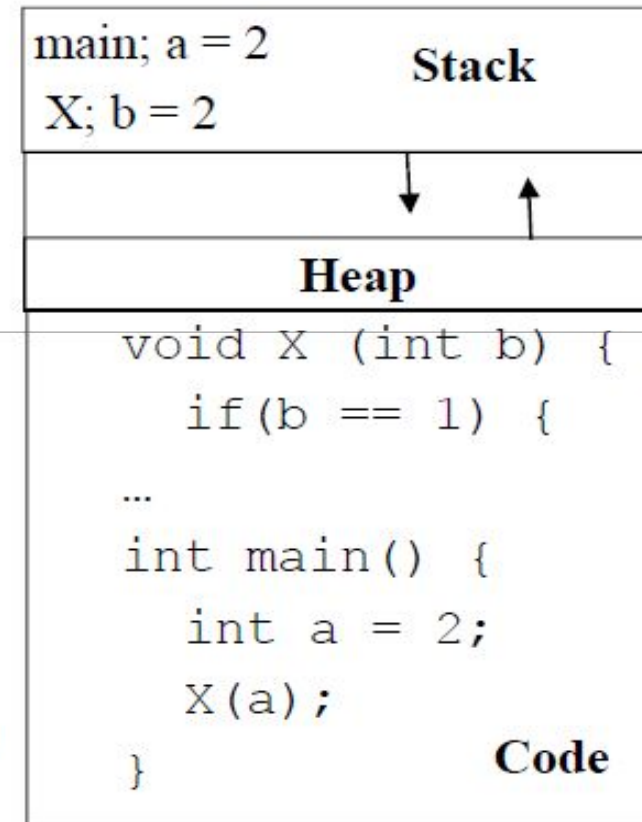 main; a = 2
Stack
X; b = 2
Heap
void X (int b) {
if(b == 1) {
…
int main() {
int a = 2;
X(a);
}
Code